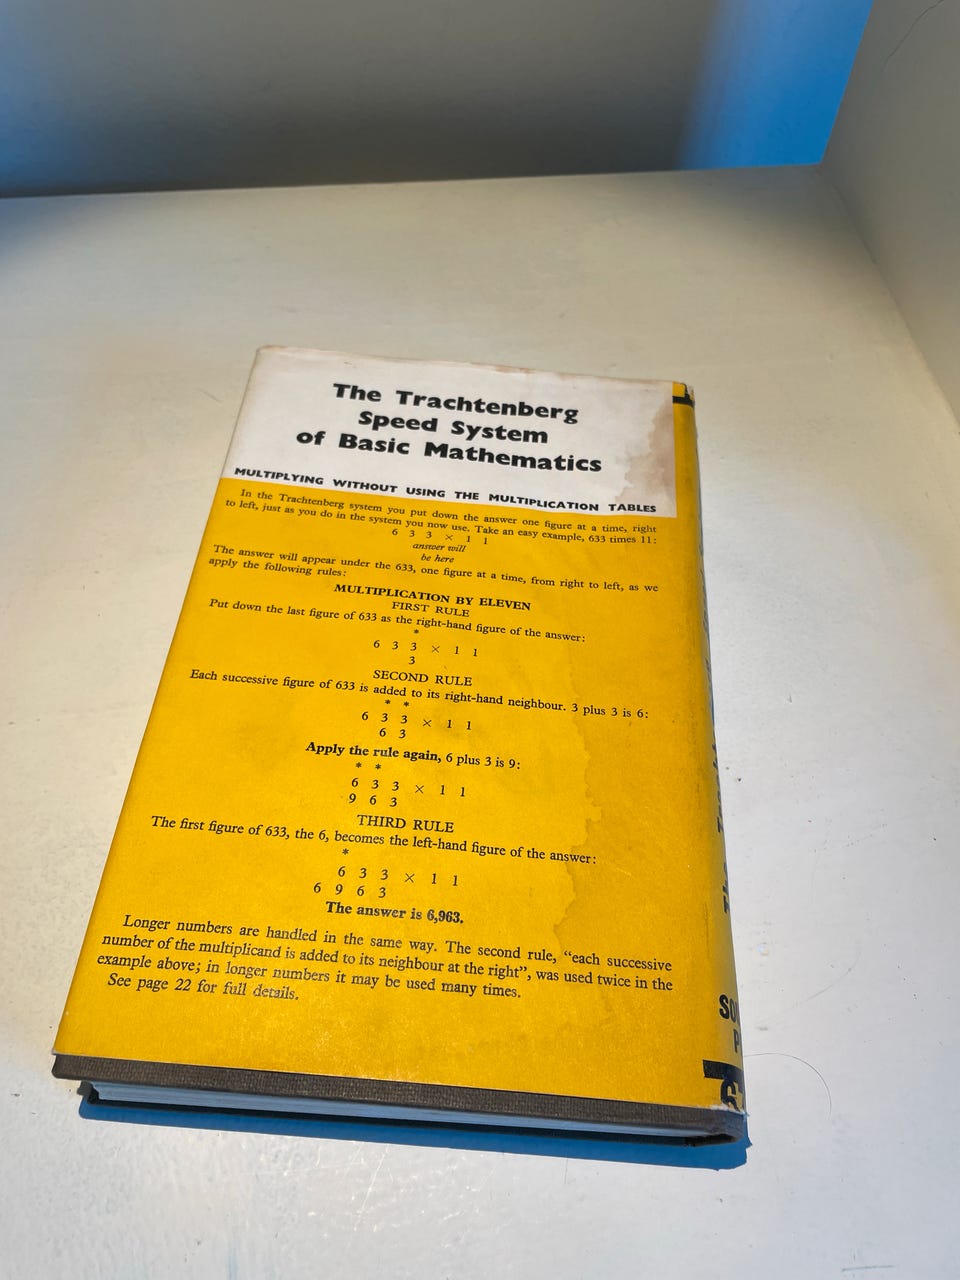 The Trachtenberg
Speed System
of Basic Mathematics
MULTIPLYING WITHOUT USING THE MULTIPLICATION TABLES
In the Trachtenberg system you put down the answer one figure at a time, right
to left, just as you do in the system you now use. Take an easy example, 633 times 11:
6 3 3 × 1 1
answer will
be here
The answer will appear under the 633, one figure at a time, from right to left, as we
apply the following rules:
MULTIPLICATION BY ELEVEN
FIRST RULE
Put down the last figure of 633 as the right-hand figure of the answer:
*
6 3 3 × 1 1
3
SECOND RULE
Each successive figure of 633 is added to its right-hand neighbour. 3 plus 3 is 6:
* *
6 3 3 × 1 1
6 3
Apply the rule again, 6 plus 3 is 9:
* *
6 3 3 × 1 1
9 6 3
THIRD RULE
The first figure of 633, the 6, becomes the left-hand figure of the answer:
*
6 3 3 × 1 1
6 9 6 3
The answer is 6,963.
Longer numbers are handled in the same way. The second rule, “each successive
number of the multiplicand is added to its neighbour at the right”, was used twice in the
example above; in longer numbers it may be used many times.
See page 22 for full details.